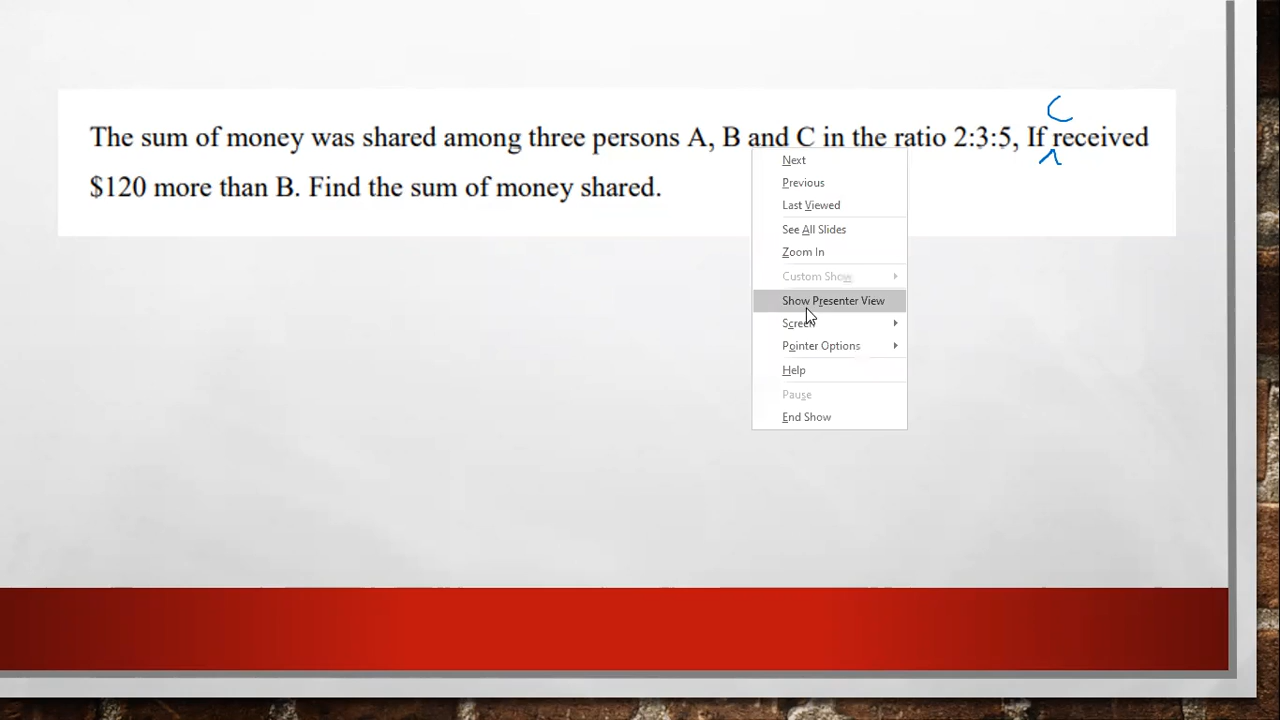 C
The sum of money was shared among three persons A, B and C in the ratio 2:3:5, If received
$120 more than B. Find the sum of money shared.
Next
Previous
Last Viewed
See All Slides
Zoom In
Custom Show
Show Presenter View
Screen
Pointer Options
Help
Pause
End Show